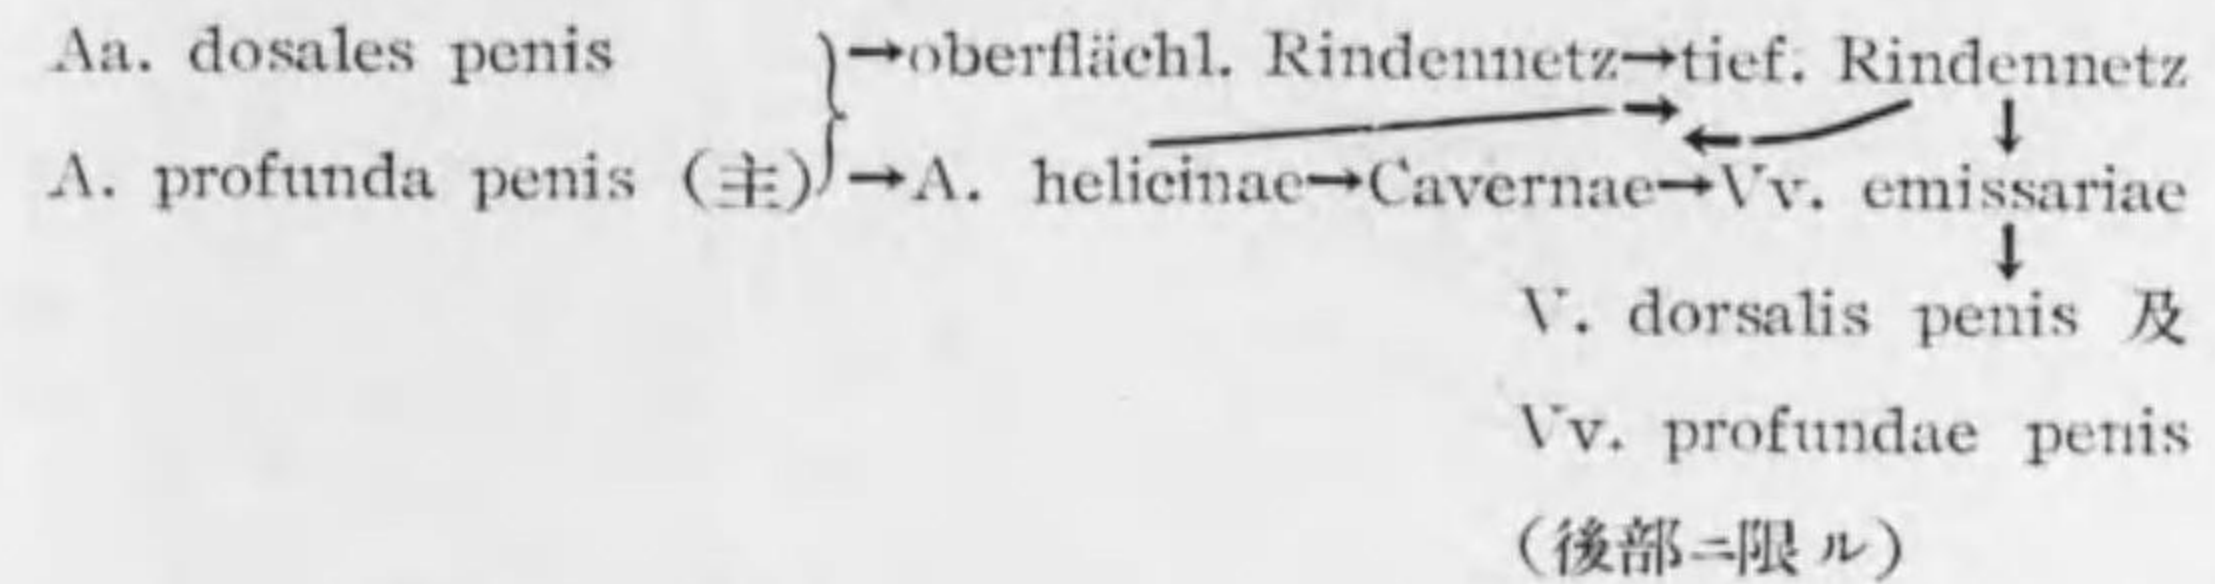 Aa. dosales penis →oberflächl. Rindennetz→tief. Rindennetz
A. profunda penis (主) →A. helicinae→Cavernae→Vv. emissariae
V. dorsalis penis 及
Vv. profundae penis
(後部ニ限ル)